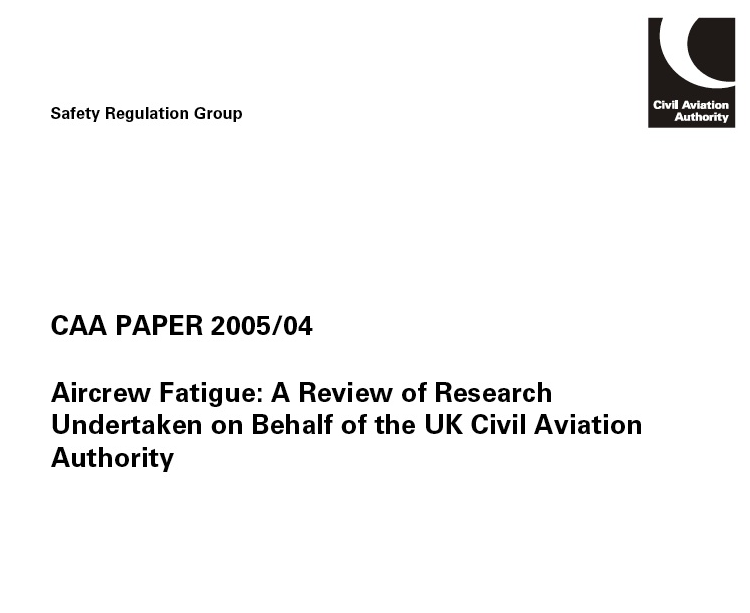 Civil Aviation
Authority
Safety Regulation Group
CAA PAPER 2005/04
Aircrew Fatigue: A Review of Research
Undertaken on Behalf of the UK Civil Aviation
Authority